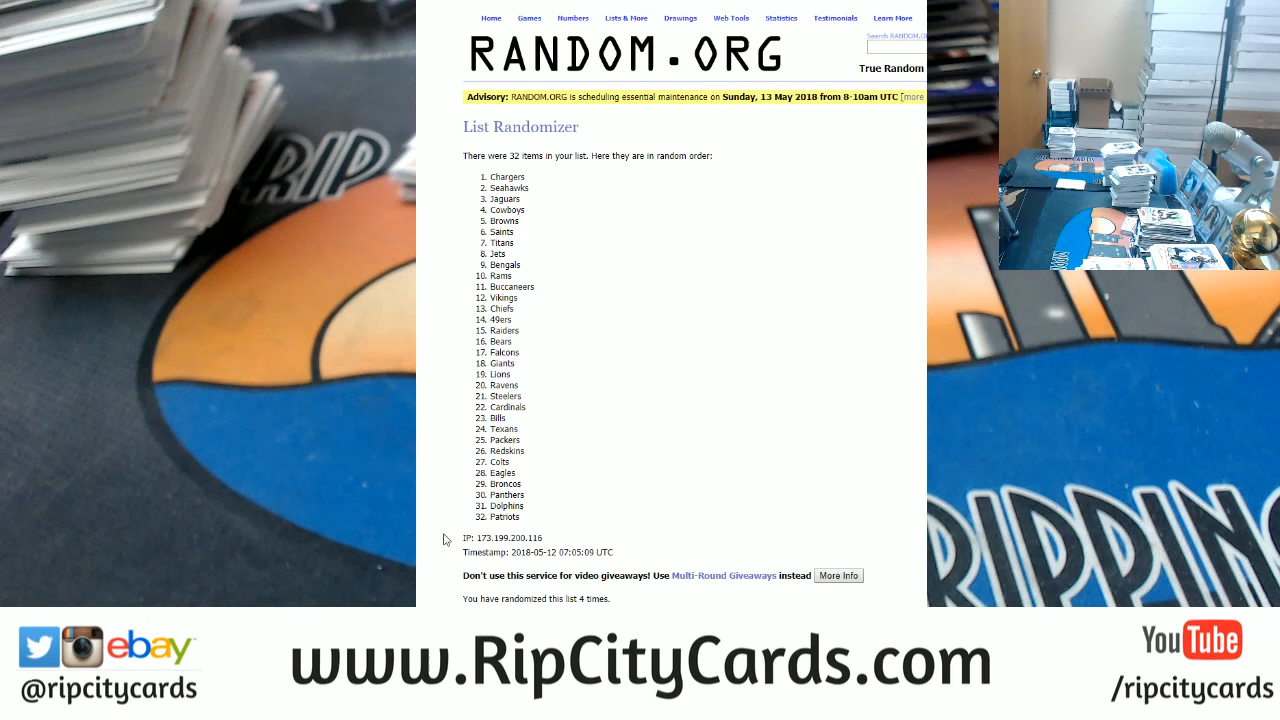 Home Games Numbers Lists & More Drawings Web Tools Statistics Testimonials Learn More
RANDOM.ORG
Search RANDOM.O
True Random
Advisory: RANDOM.ORG is scheduling essential maintenance on Sunday, 13 May 2018 from 8-10am UTC [more
List Randomizer
There were 32 items in your list. Here they are in random order:
1. Chargers
2. Seahawks
3. Jaguars
4. Cowboys
5. Browns
6. Saints
7. Titans
8. Jets
9. Bengals
10. Rams
11. Buccaneers
12. Vikings
13. Chiefs
14. 49ers
15. Raiders
16. Bears
17. Falcons
18. Giants
19. Lions
20. Ravens
21. Steelers
22. Cardinals
23. Bills
24. Texans
25. Packers
26. Redskins
27. Colts
28. Eagles
29. Broncos
30. Panthers
31. Dolphins
32. Patriots
IP: 173.199.200.116
Timestamp: 2018-05-12 07:05:09 UTC
Don't use this service for video giveaways! Use Multi-Round Giveaways instead More Info
You have randomized this list 4 times.
RIP
RIPPING
ebay
@ripcitycards
www.RipCityCards.com
YouTube
/ripcitycards